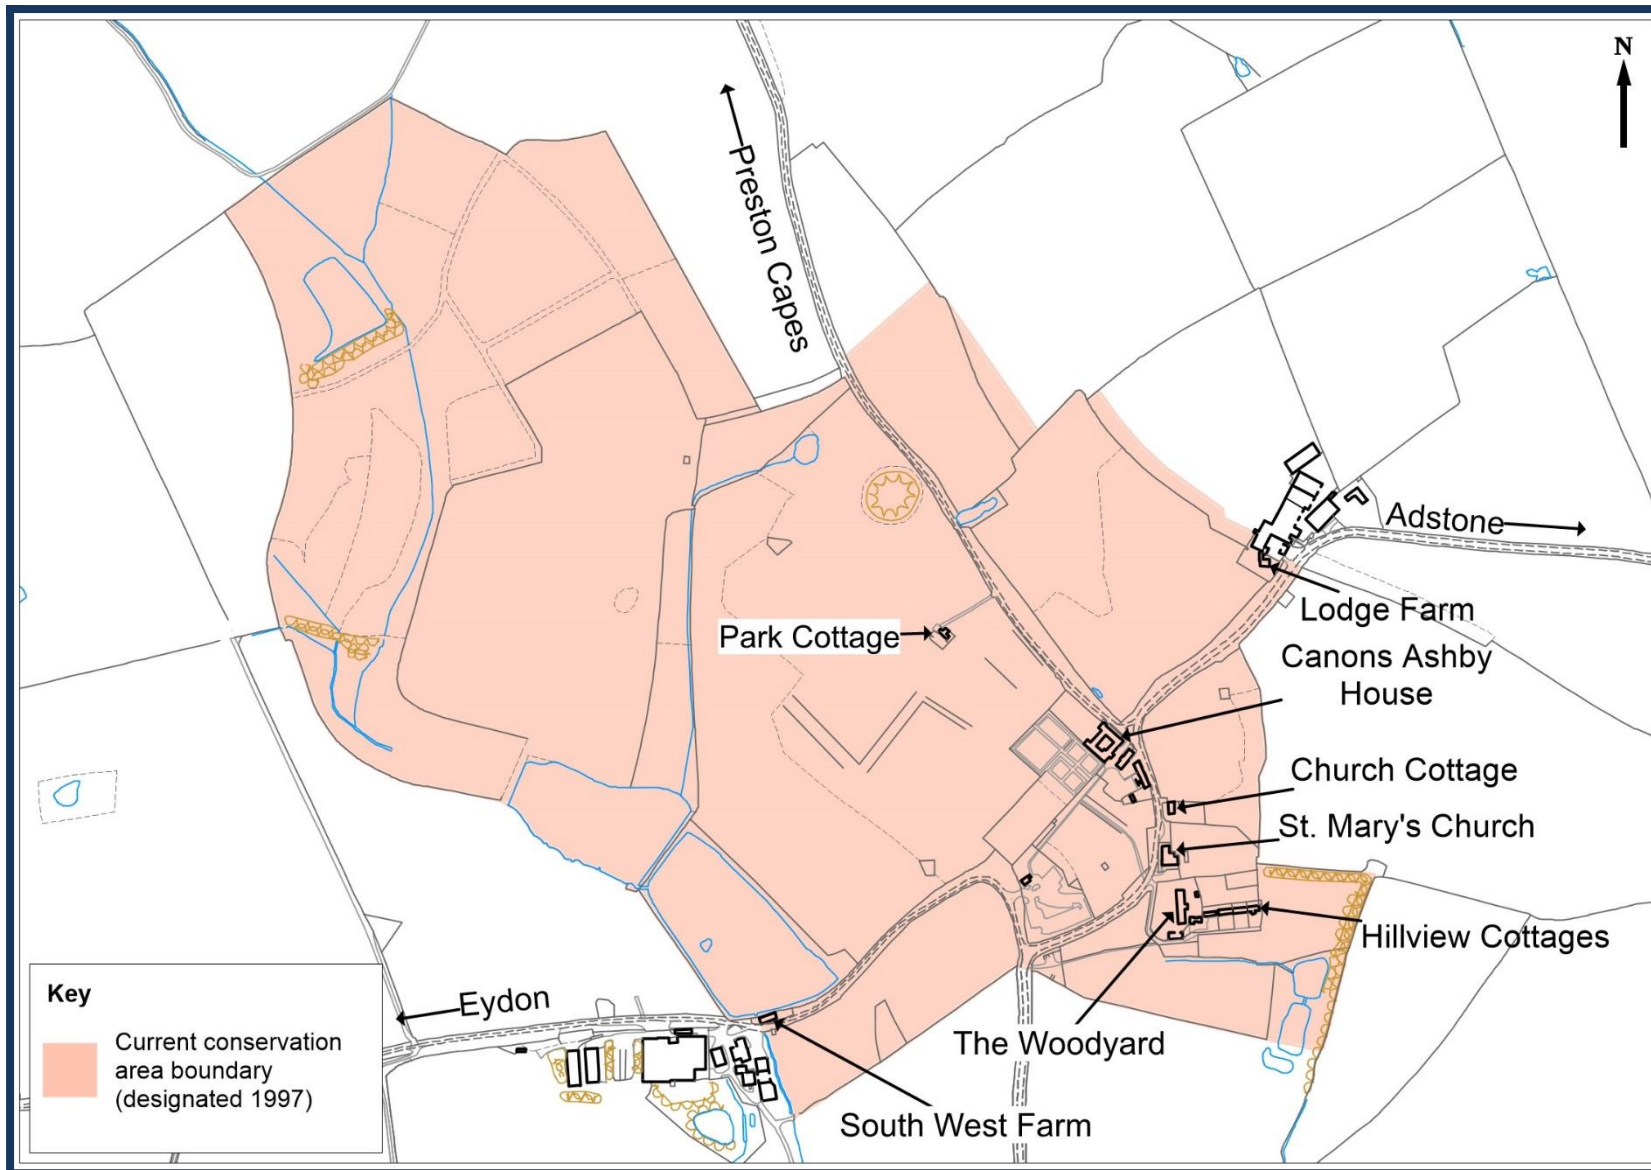 N
Preston Capes
Adstone
Lodge Farm
Park Cottage
Canons Ashby
House
Church Cottage
St. Mary's Church
Hillview Cottages
Key
Current conservation
area boundary
(designated 1997)
Eydon
The Woodyard
South West Farm